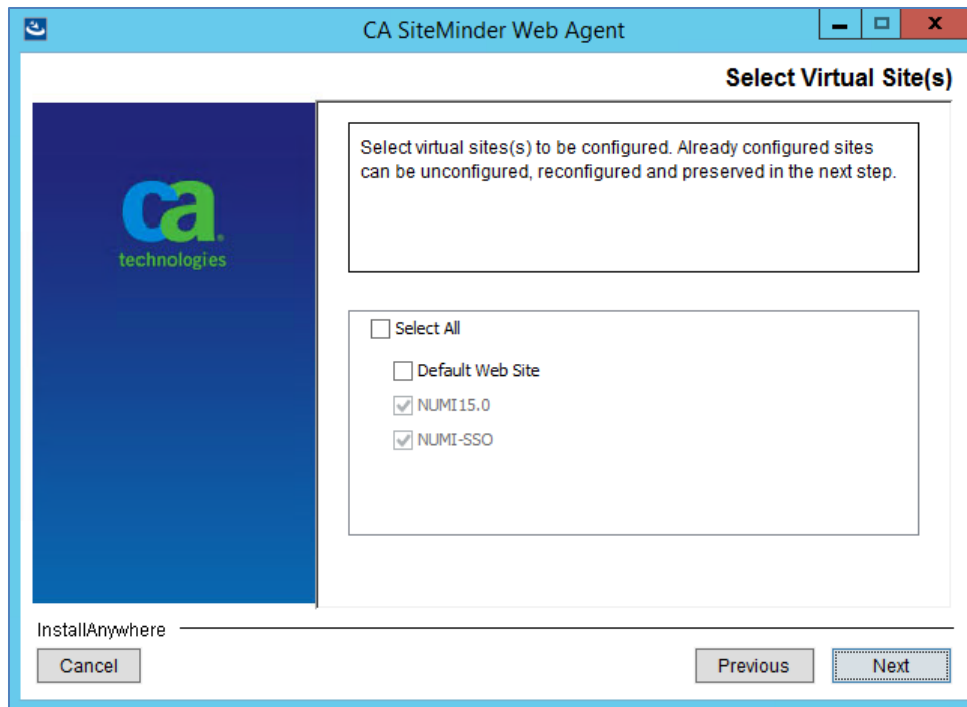 CA SiteMinder Web Agent
Select Virtual Site(s)
Select virtual sites(s) to be configured. Already configured sites
can be unconfigured, reconfigured and preserved in the next step.
ca
technologies
Select All
Default Web Site
NUMI15.0
NUMI-SSO
InstallAnywhere
Cancel
Previous
Next